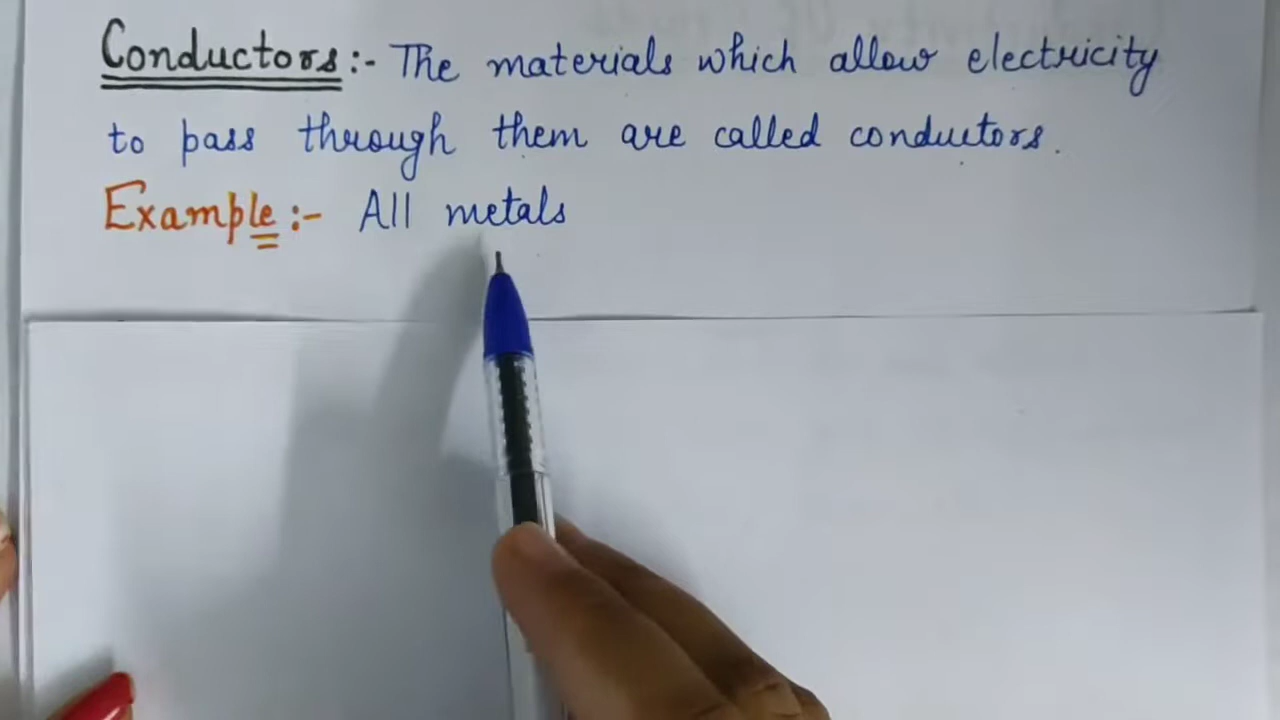 Conductors:- The materials which allow electricity
to pass through them are called conductors.
Example:- All metals